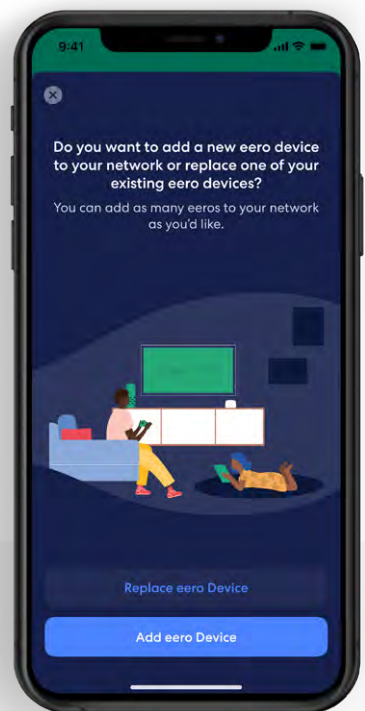 9:41
Do you want to add a new eero device
to your network or replace one of your
existing eero devices?
You can add as many eeros to your network
as you'd like.
Replace eero Device
Add eero Device